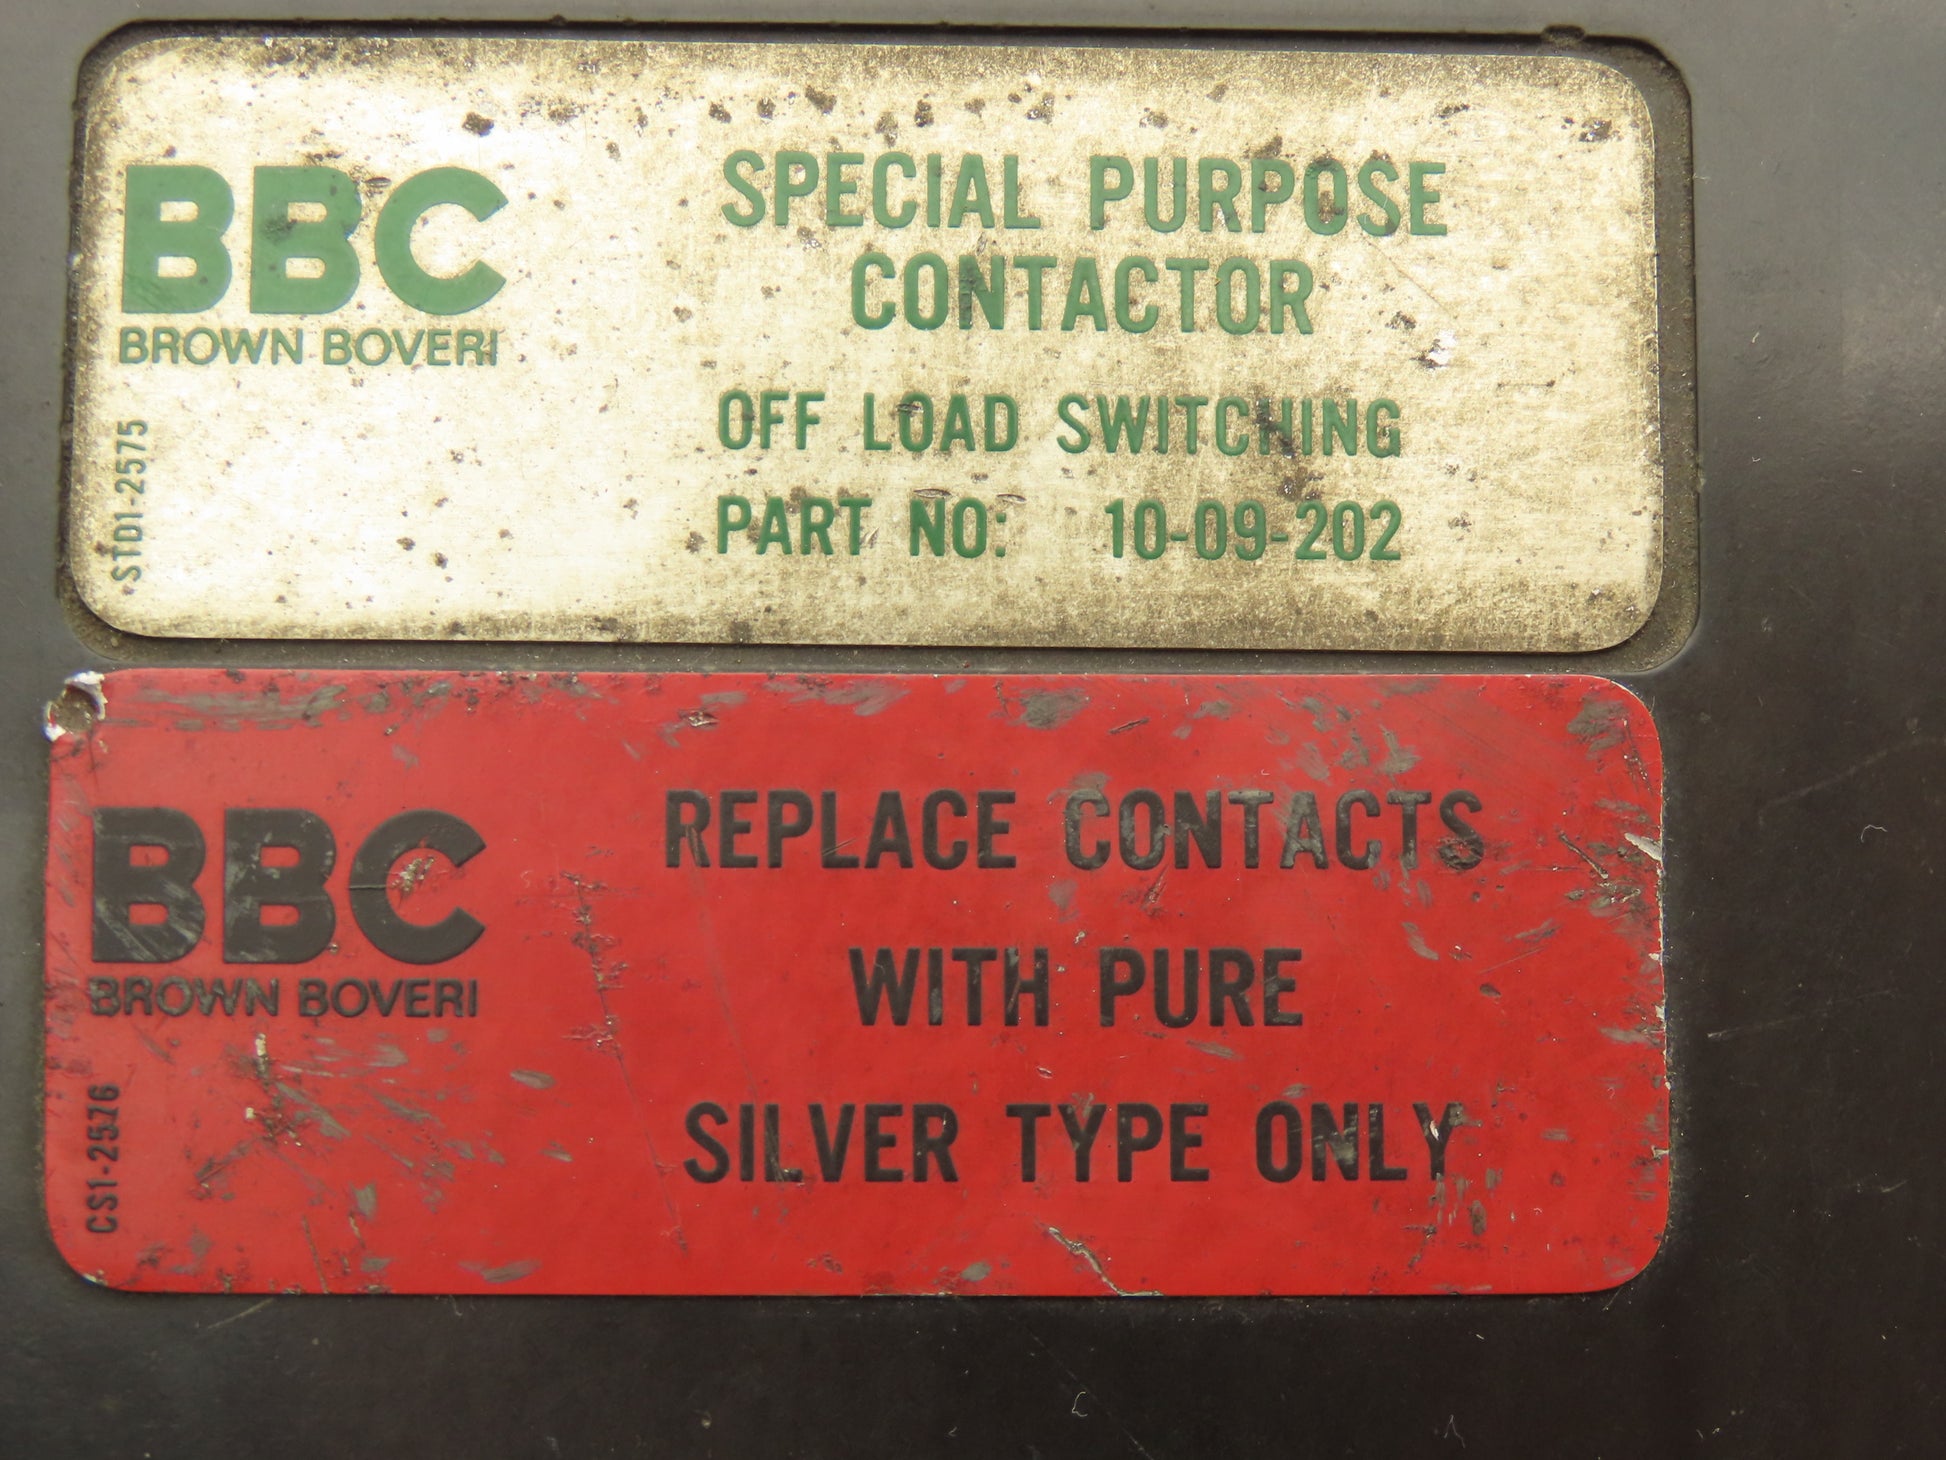 BBC
BROWN BOVERI
STD1-2575
SPECIAL PURPOSE
CONTACTOR
OFF LOAD SWITCHING
PART NO: 10-09-202
BBC
BROWN BOVERI
CS1-2576
REPLACE CONTACTS
WITH PURE
SILVER TYPE ONLY